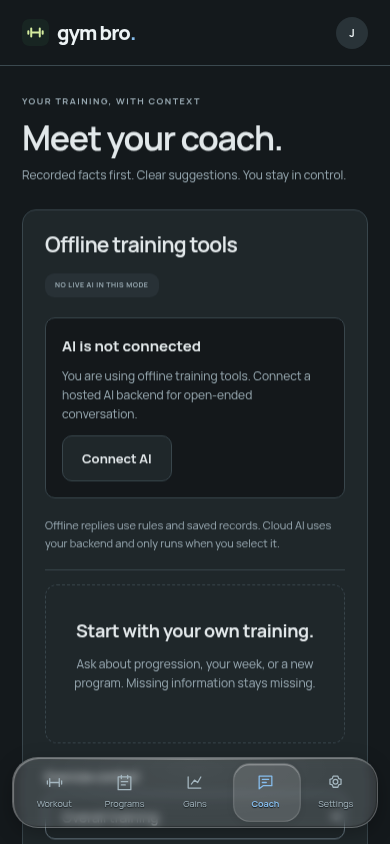 gym bro.
J
YOUR TRAINING, WITH CONTEXT
Meet your coach.
Recorded facts first. Clear suggestions. You stay in control.
Offline training tools
NO LIVE AI IN THIS MODE
AI is not connected
You are using offline training tools. Connect a
hosted AI backend for open-ended
conversation.
Connect AI
Offline replies use rules and saved records. Cloud AI uses
your backend and only runs when you select it.
Start with your own training.
Ask about progression, your week, or a new
program. Missing information stays missing.
Workout
Programs
Gains
Coach
Settings